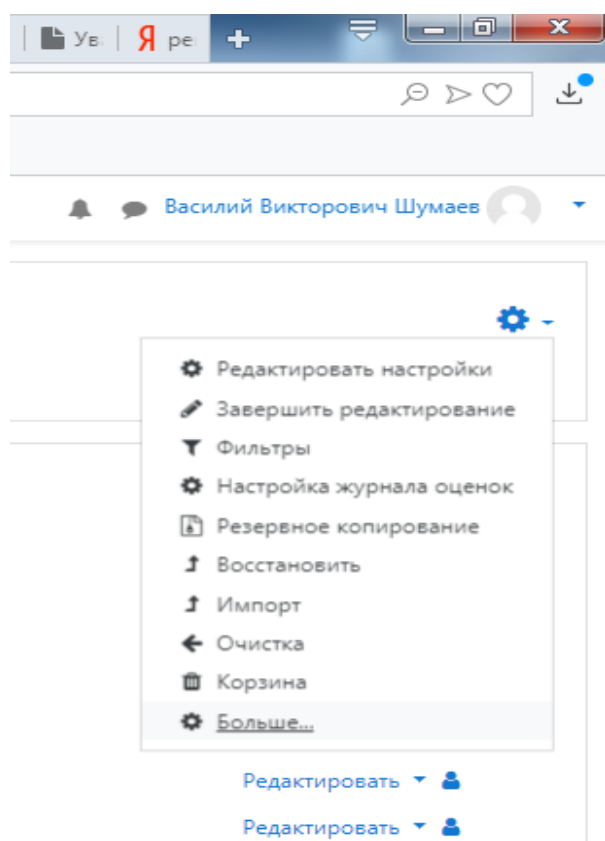 Ув
Я ре
Василий Викторович Шумаев
Редактировать настройки
Завершить редактирование
Фильтры
Настройка журнала оценок
Резервное копирование
Восстановить
Импорт
Очистка
Корзина
Больше...
Редактировать
Редактировать